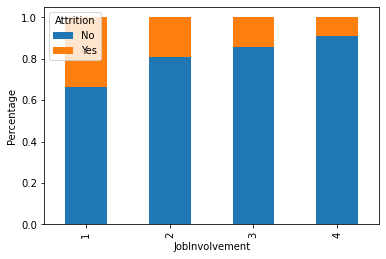 Attrition
No
Yes
1.0
0.8
0.6
0.4
0.2
0.0
Percentage
1
2
3
4
JobInvolvement